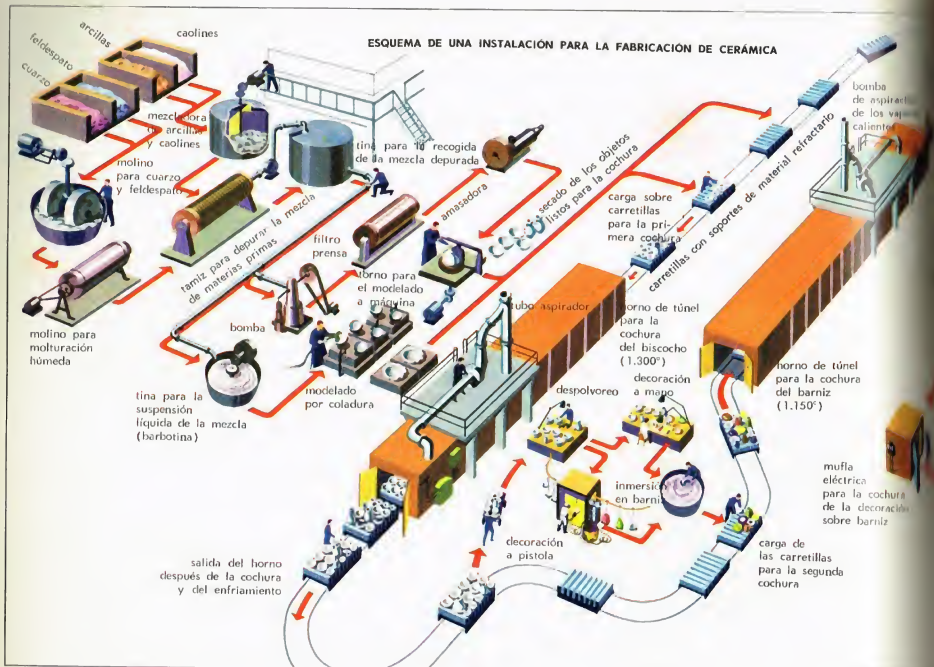 ESQUEMA DE UNA INSTALACIÓN PARA LA FABRICACIÓN DE CERÁMICA
arcillas
caolines
feldespato
cuarzo
mezcladora
de arcillas
y caolines
molino
para cuarzo
y feldespato
tina para la recogida
de la mezcla depurada
tamiz para depurar la mezcla
de materias primas
filtro
prensa
amasadora
secado de los objetos
listos para la cochura
torno para
el modelado
a máquina
bomba
molino para
molturación
húmeda
tina para la
suspensión
líquida de la mezcla
(barbotina)
modelado
por coladura
carga sobre
carretillas
para la pri-
mera cochura
carretillas con soportes de material refractario
bomba
de
de los
tubo aspirador
horno de túnel
para la
cochura
del biscocho
(1.300°)
horno de túnel
para la cochura
del barniz
(1.150°)
despolvoreo
decoración
a mano
inmersión
en barniz
decoración
a pistola
salida del horno
después de la cochura
y del enfriamiento
carga de
las carretillas
para la segunda
cochura
mufla
eléctrica
para la cochura
de la
sobre barniz